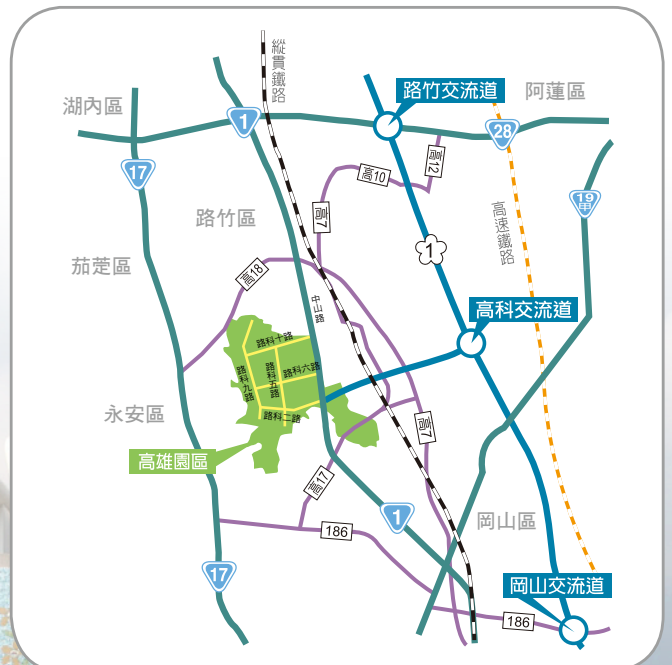 縱貫鐵路
路竹交流道
阿蓮區
湖內區
1
28
17
高12
高10
19甲
高7
路竹區
高速鐵路
1
茄萣區
高18
中山路
高科交流道
路科十路
路科九路
路科五路
路科六路
永安區
路科二路
高7
高雄園區
高17
1
岡山區
186
17
岡山交流道
186